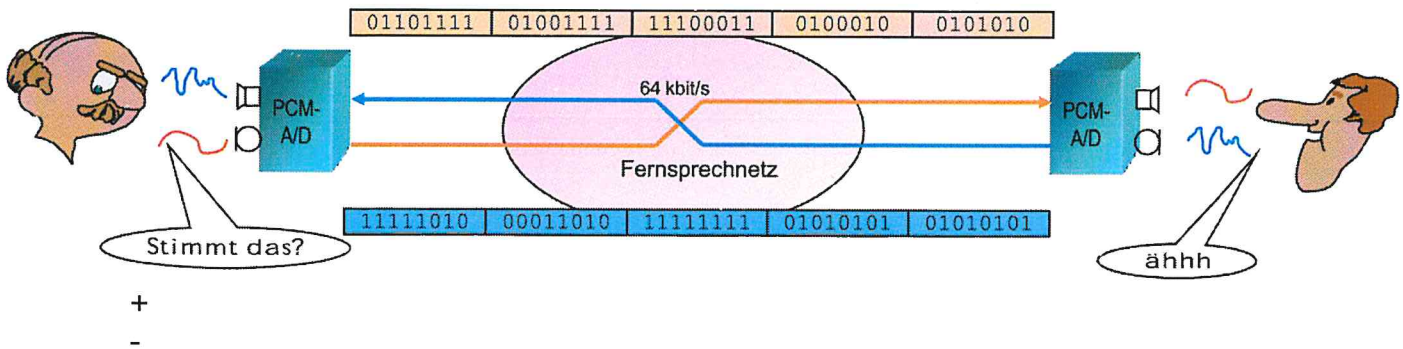 01101111 01001111 11100011 0100010 0101010
64 kbit/s
PCM-
A/D
PCM-
A/D
Fernsprechnetz
11111010 00011010 11111111 01010101 01010101
Stimmt das?
ähhh
+
-